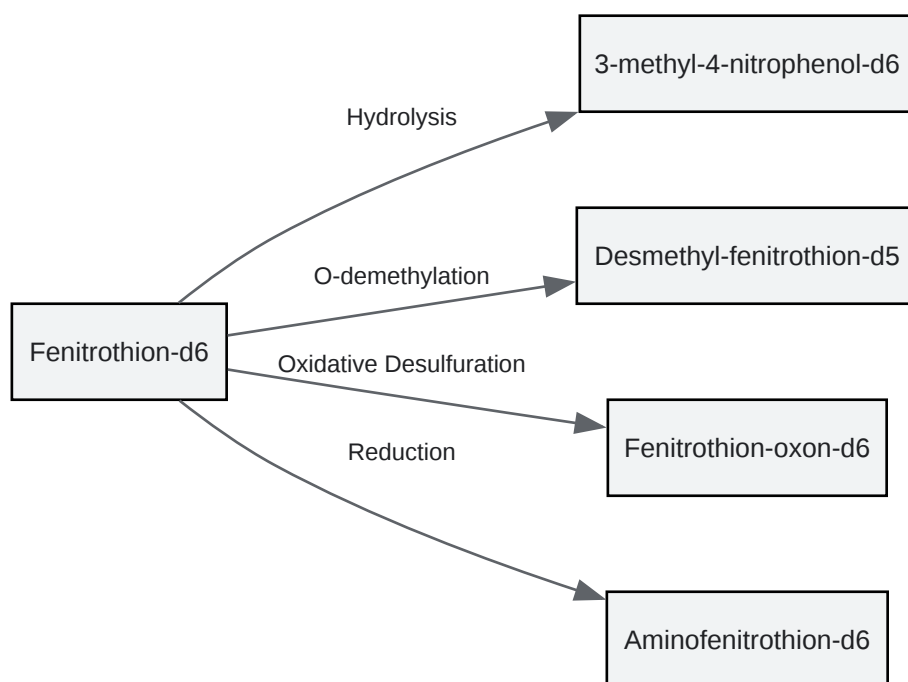 3-methyl-4-nitrophenol-d6
Hydrolysis
Desmethyl-fenitrothion-d5
O-demethylation
Fenitrothion-d6
Oxidative Desulfuration
Fenitrothion-oxon-d6
Reduction
Aminofenitrothion-d6